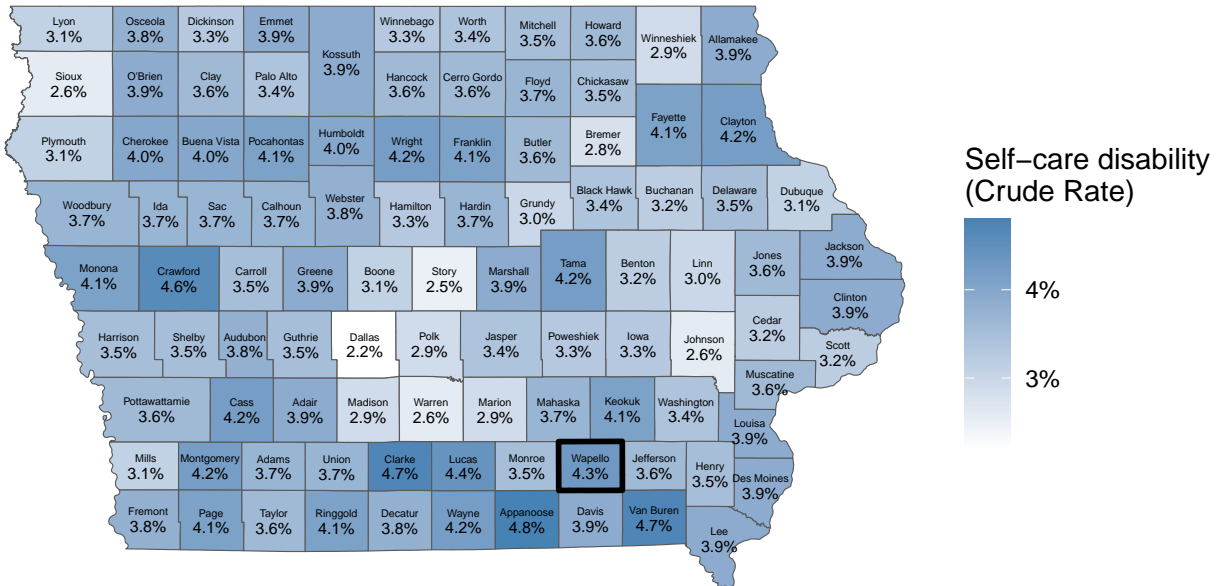 Lyon
3.1%
Osceola
3.8%
Dickinson
3.3%
Emmet
3.9%
Kossuth
3.9%
Winnebago
3.3%
Worth
3.4%
Mitchell
3.5%
Howard
3.6%
Winneshiek
2.9%
Allamakee
3.9%
Sioux
2.6%
O'Brien
3.9%
Clay
3.6%
Palo Alto
3.4%
Hancock
3.6%
Cerro Gordo
3.6%
Floyd
3.7%
Chickasaw
3.5%
Fayette
4.1%
Clayton
4.2%
Plymouth
3.1%
Cherokee
4.0%
Buena Vista
4.0%
Pocahontas
4.1%
Humboldt
4.0%
Wright
4.2%
Franklin
4.1%
Butler
3.6%
Bremer
2.8%
Woodbury
3.7%
Ida
3.7%
Sac
3.7%
Calhoun
3.7%
Webster
3.8%
Hamilton
3.3%
Hardin
3.7%
Grundy
3.0%
Black Hawk
3.4%
Buchanan
3.2%
Delaware
3.5%
Dubuque
3.1%
Monona
4.1%
Crawford
4.6%
Carroll
3.5%
Greene
3.9%
Boone
3.1%
Story
2.5%
Marshall
3.9%
Tama
4.2%
Benton
3.2%
Linn
3.0%
Jones
3.6%
Jackson
3.9%
Clinton
3.9%
Harrison
3.5%
Shelby
3.5%
Audubon
3.8%
Guthrie
3.5%
Dallas
2.2%
Polk
2.9%
Jasper
3.4%
Poweshiek
3.3%
Iowa
3.3%
Johnson
2.6%
Cedar
3.2%
Scott
3.2%
Muscatine
3.6%
Pottawattamie
3.6%
Cass
4.2%
Adair
3.9%
Madison
2.9%
Warren
2.6%
Marion
2.9%
Mahaska
3.7%
Keokuk
4.1%
Washington
3.4%
Louisa
3.9%
Mills
3.1%
Montgomery
4.2%
Adams
3.7%
Union
3.7%
Clarke
4.7%
Lucas
4.4%
Monroe
3.5%
Wapello
4.3%
Jefferson
3.6%
Henry
3.5%
Des Moines
3.9%
Fremont
3.8%
Page
4.1%
Taylor
3.6%
Ringgold
4.1%
Decatur
3.8%
Wayne
4.2%
Appanoose
4.8%
Davis
3.9%
Van Buren
4.7%
Lee
3.9%
Self−care disability
(Crude Rate)
4%
3%